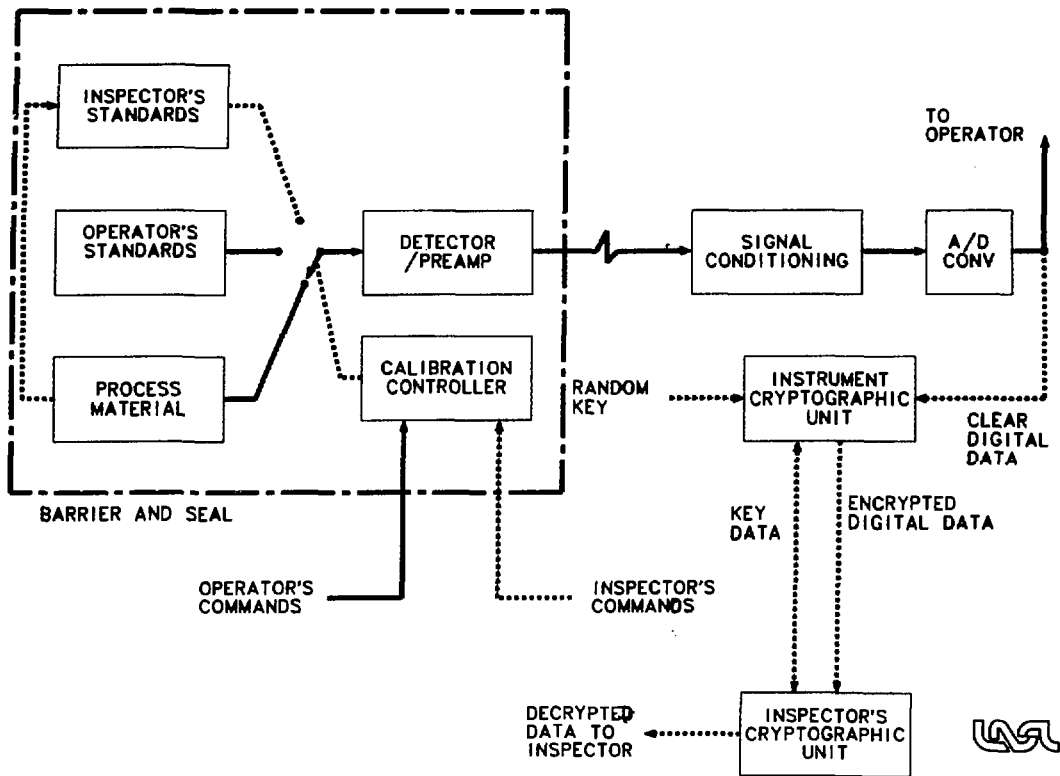 INSPECTOR'S
STANDARDS
TO
OPERATOR
OPERATOR'S
STANDARDS
DETECTOR
/PREAMP
SIGNAL
CONDITIONING
A/D
CONV
PROCESS
MATERIAL
CALIBRATION
CONTROLLER
RANDOM
KEY
INSTRUMENT
CRYPTOGRAPHIC
UNIT
CLEAR
DIGITAL
DATA
BARRIER AND SEAL
KEY
DATA
ENCRYPTED
DIGITAL DATA
OPERATOR'S
COMMANDS
INSPECTOR'S
COMMANDS
DECRYPTED
DATA TO
INSPECTOR
INSPECTOR'S
CRYPTOGRAPHIC
UNIT